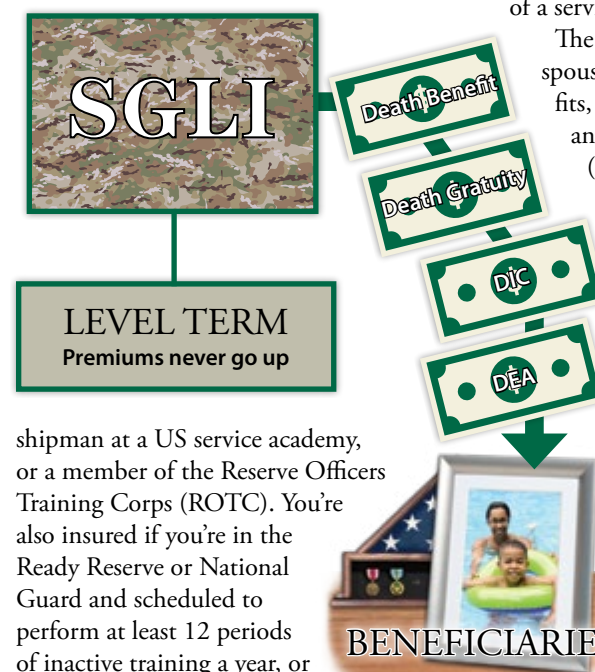 of a serv
The
spous
fits,
an
(
SGLI
Death Benefit
Death Gratuity
DIC
DEA
LEVEL TERM
Premiums never go up
shipman at a US service academy,
or a member of the Reserve Officers
Training Corps (ROTC). You're
also insured if you're in the
Ready Reserve or National
Guard and scheduled to
perform at least 12 periods
of inactive training a year, or
BENEFICIARIE